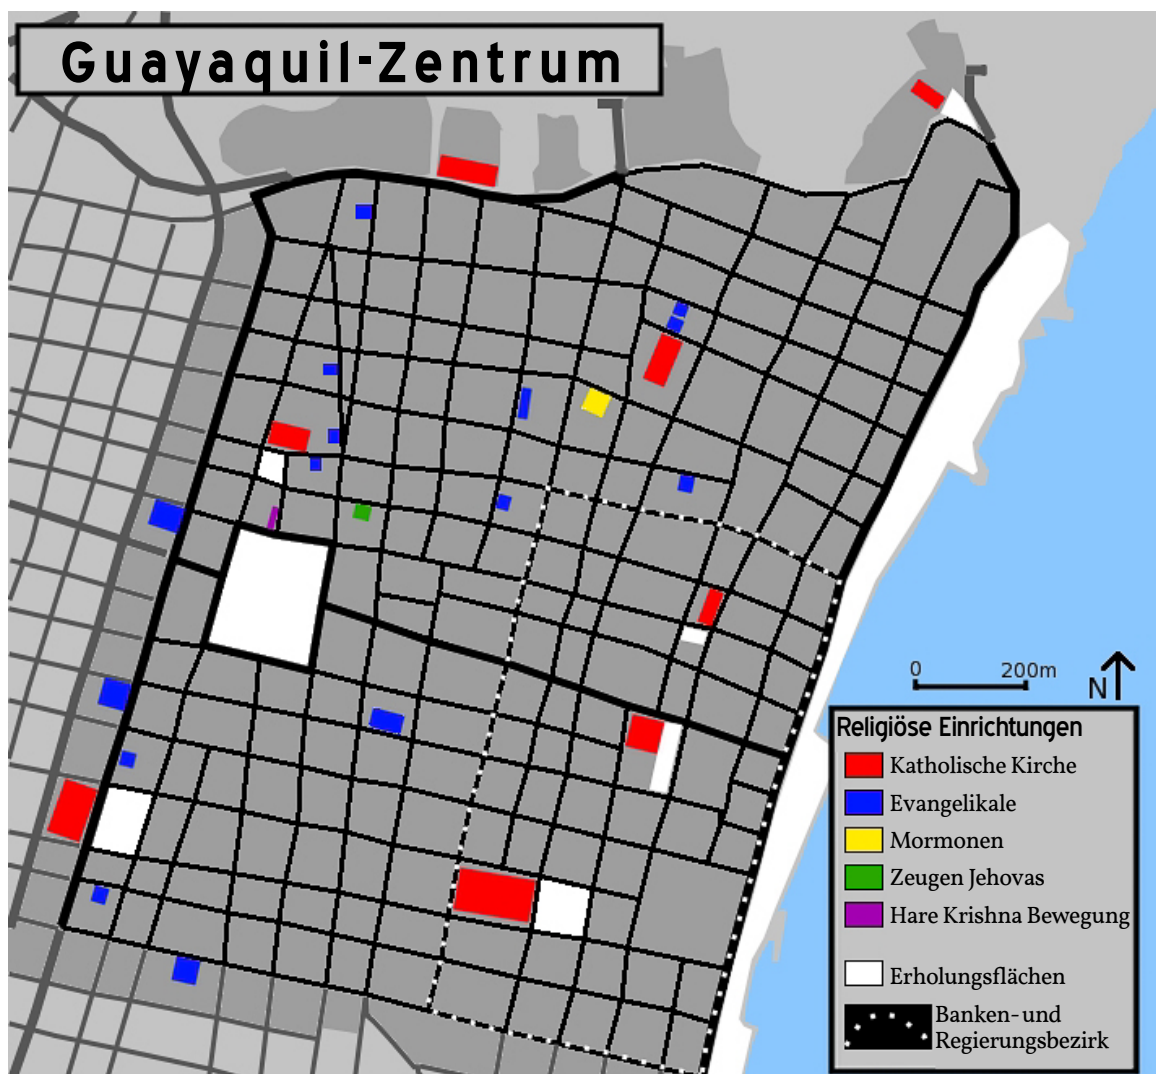 Guayaquil-Zentrum
0 200m
N
Religiöse Einrichtungen
Katholische Kirche
Evangelikale
Mormonen
Zeugen Jehovas
Hare Krishna Bewegung
Erholungsflächen
Banken- und
Regierungsbezirk